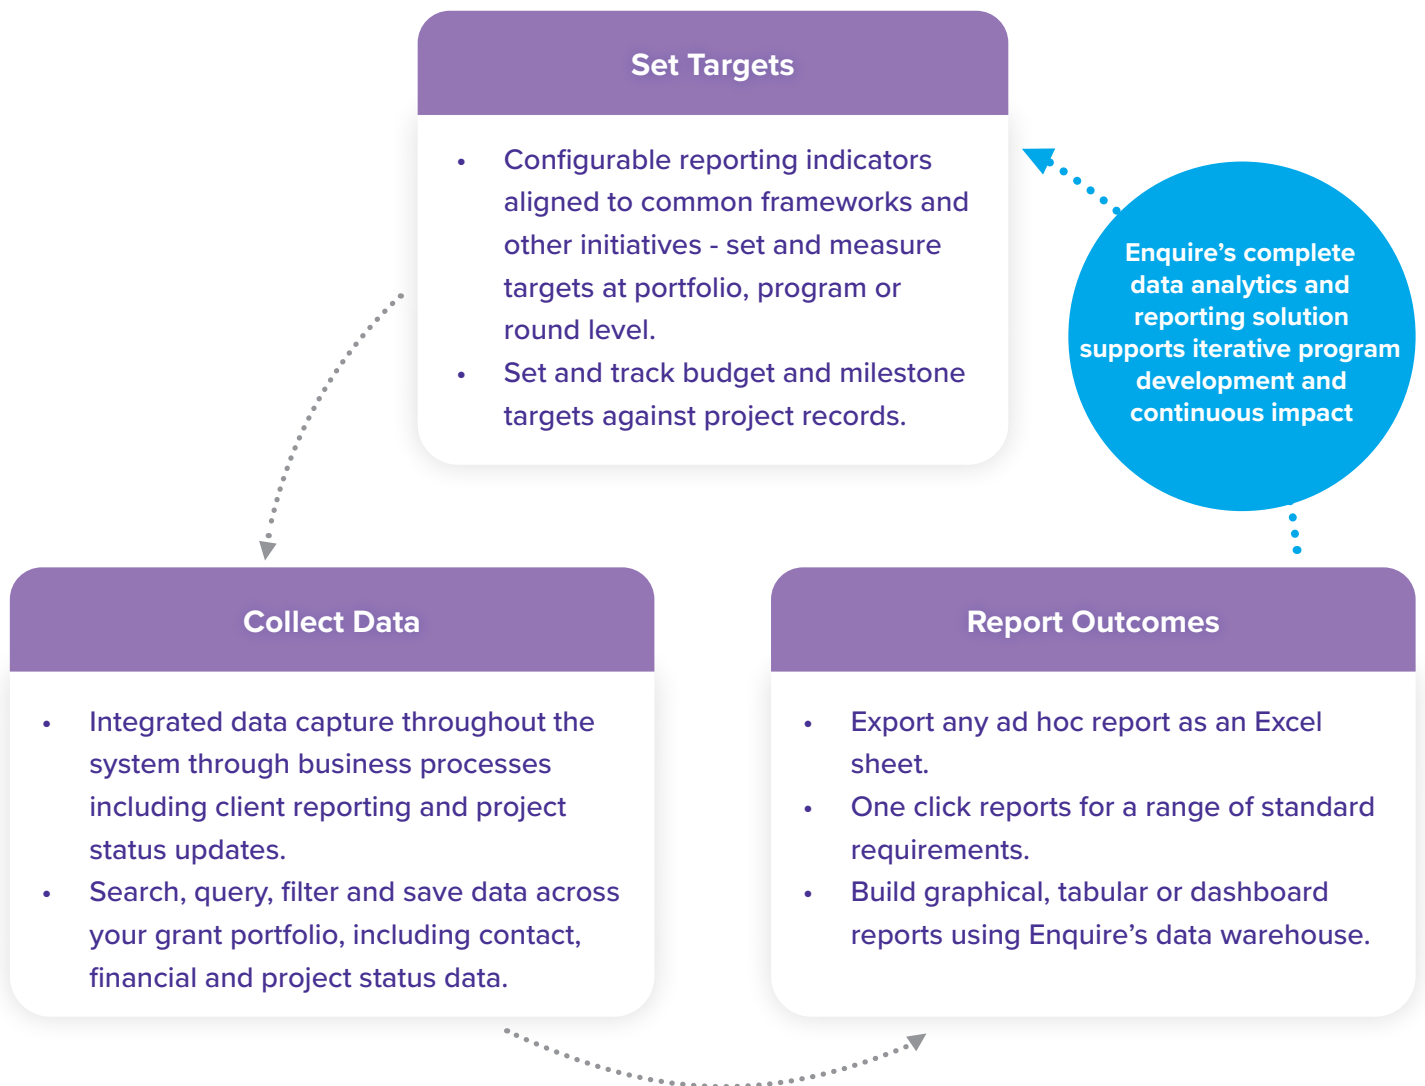 Set Targets
• Configurable reporting indicators
aligned to common frameworks and
other initiatives - set and measure
targets at portfolio, program or
round level.
• Set and track budget and milestone
targets against project records.
Enquire’s complete
data analytics and
reporting solution
supports iterative program
development and
continuous impact
Collect Data
• Integrated data capture throughout the
system through business processes
including client reporting and project
status updates.
• Search, query, filter and save data across
your grant portfolio, including contact,
financial and project status data.
Report Outcomes
• Export any ad hoc report as an Excel
sheet.
• One click reports for a range of standard
requirements.
• Build graphical, tabular or dashboard
reports using Enquire’s data warehouse.